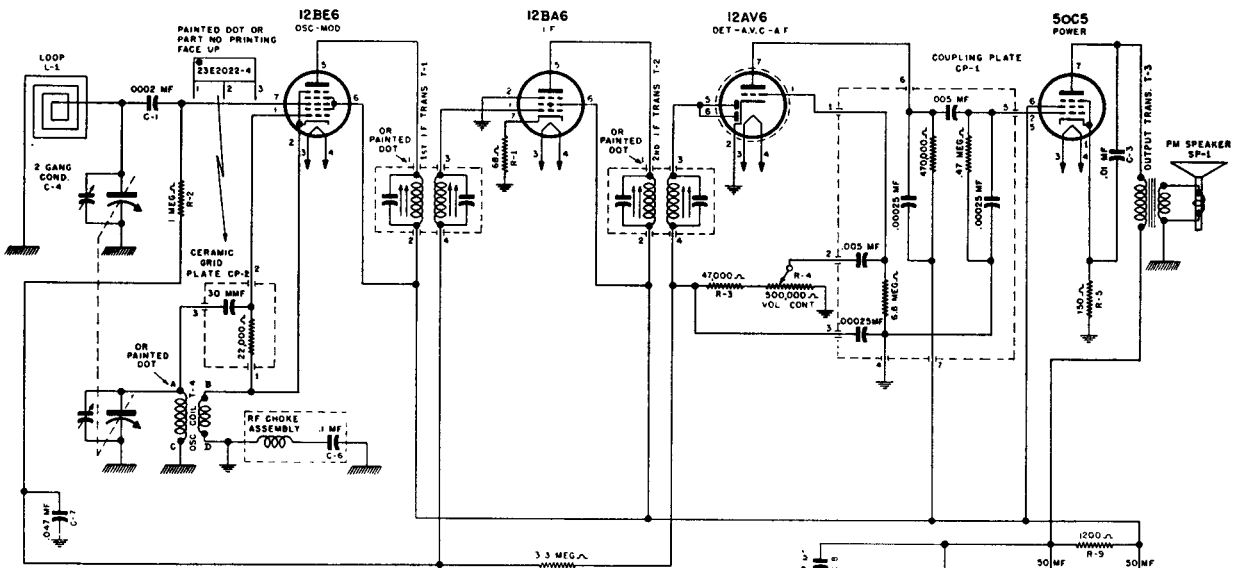 12BE6
OSC-MOD
12BA6
I F
12AV6
DET-A.V.C-A F
50C5
POWER
PAINTED DOT OR
PART NO PRINTING
FACE UP
23E2022-4
1 2 3
LOOP
L-1
.0002 MF
C-1
2 GANG
COND.
C-4
1 MEG
R-2
CERAMIC
GRID
PLATE CP-2
30 MMF
22,000
OR
PAINTED
DOT
A
B
C
D
OSC COIL T-4
RF CHOKE
ASSEMBLY
.1 MF
C-6
.047 MF
C-7
1ST I F TRANS T-1
OR
PAINTED
DOT
68
R-1
2ND I F TRANS T-2
OR
PAINTED
DOT
47,000
R-3
R-4
500,000
VOL CONT
3.3 MEG
COUPLING PLATE
CP-1
.005 MF
470,000
.47 MEG
.00025 MF
.00025 MF
.005 MF
6.8 MEG
.00025 MF
.01 MF
C-3
150
R-5
OUTPUT TRANS. T-3
PM SPEAKER
SP-1
1200
R-9
50 MF
50 MF